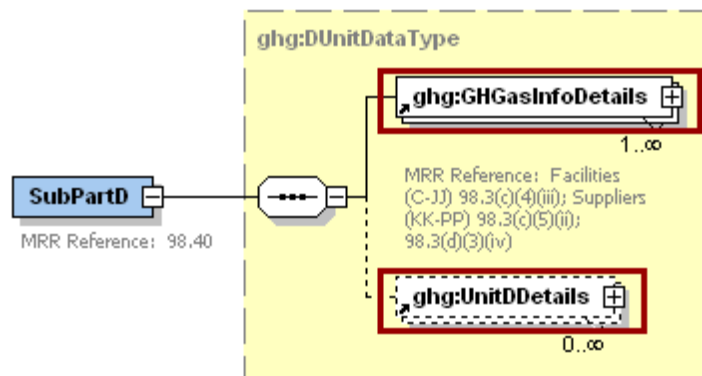 ghg:DUnitDataType
ghg:GHGasInfoDetails
1..∞
MRR Reference: Facilities
(C-JJ) 98.3(c)(4)(iii); Suppliers
(KK-PP) 98.3(c)(5)(ii);
98.3(d)(3)(iv)
SubPartD
MRR Reference: 98.40
ghg:UnitDDetails
0..∞